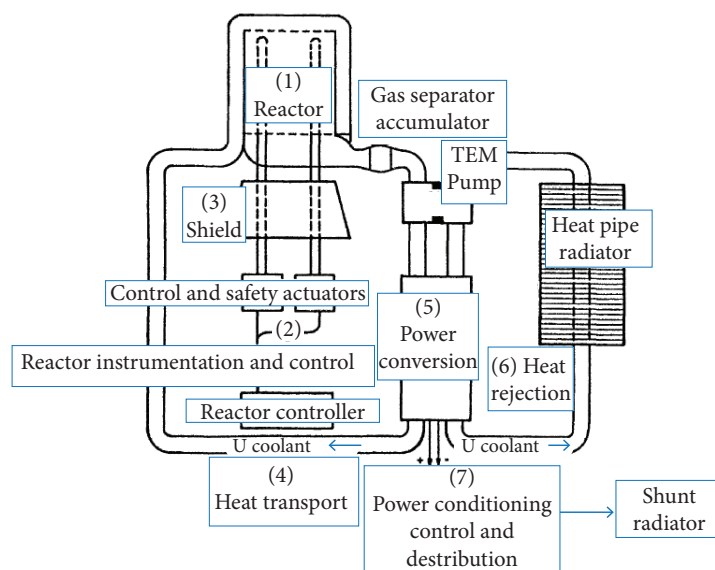 (1)
Reactor
Gas separator
accumulator
TEM
Pump
(3)
Shield
Heat pipe
radiator
Control and safety actuators
(2)
(5)
Power
conversion
Reactor instrumentation and control
(6) Heat
rejection
Reactor controller
U coolant
U coolant
+
-
(4)
Heat transport
(7)
Power conditioning
control and
destribution
Shunt
radiator